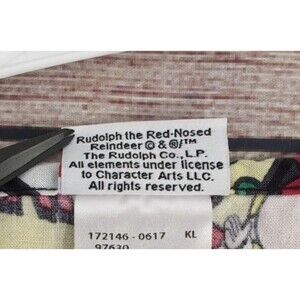 Rudolph the Red-Nosed
Reindeer © & ®/™
The Rudolph Co., L.P.
All elements under license
to Character Arts LLC.
All rights reserved.
172146 - 0617 KL
97630